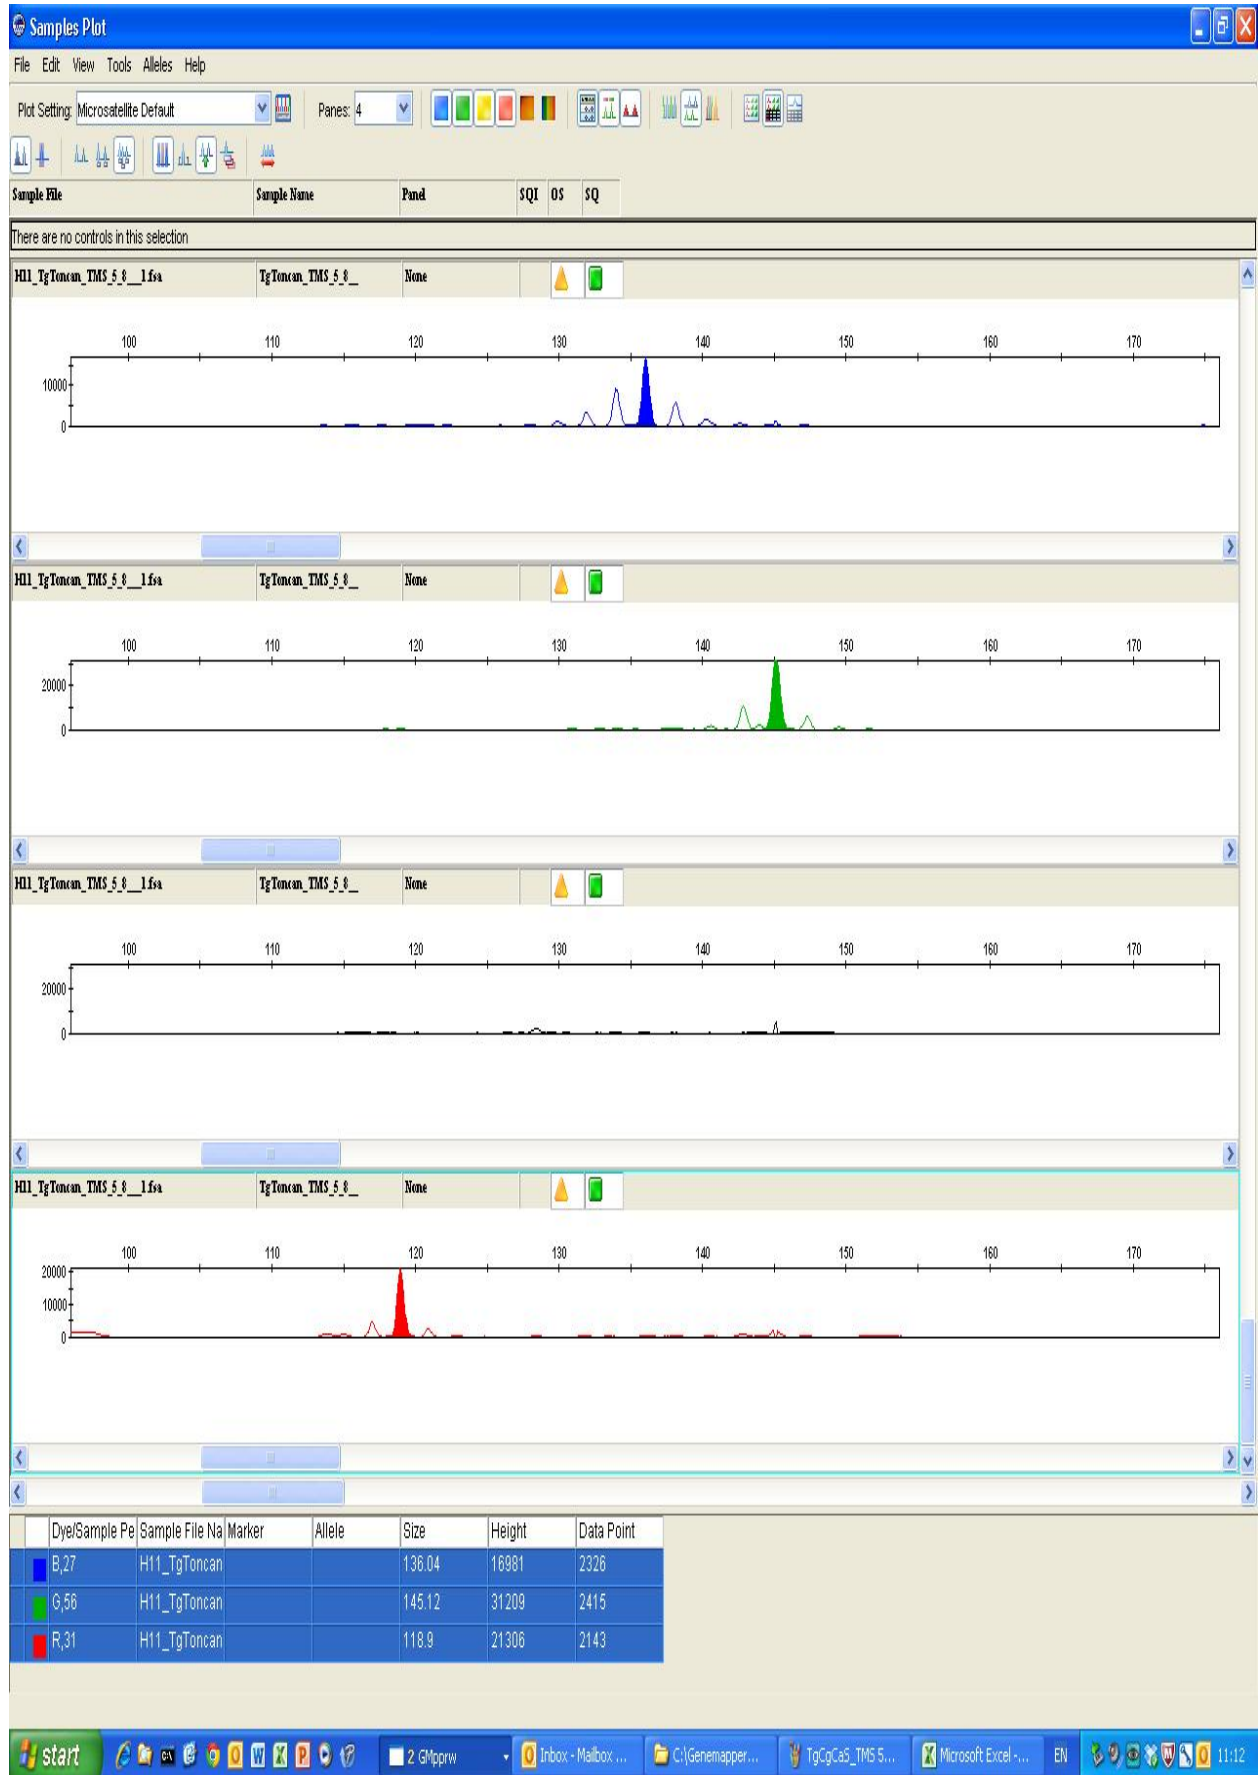 Samples Plot
File Edit View Tools Alleles Help
Plot Setting: Microsatellite Default Panes: 4
Sample File Sample Name Panel SQI OS SQ
There are no controls in this selection
H11_TgToncan_TMS_5_8__1.fsa TgToncan_TMS_5_8__ None
100 110 120 130 140 150 160 170
10000
0
H11_TgToncan_TMS_5_8__1.fsa TgToncan_TMS_5_8__ None
100 110 120 130 140 150 160 170
20000
0
H11_TgToncan_TMS_5_8__1.fsa TgToncan_TMS_5_8__ None
100 110 120 130 140 150 160 170
20000
0
H11_TgToncan_TMS_5_8__1.fsa TgToncan_TMS_5_8__ None
100 110 120 130 140 150 160 170
20000
10000
0
Dye/Sample Pe Sample File Na Marker Allele Size Height Data Point
B,27 H11_TgToncan 136.04 16981 2326
G,56 H11_TgToncan 145.12 31209 2415
R,31 H11_TgToncan 118.9 21306 2143
start 2 GMpprw Inbox - Mailbox ... C:\Genemapper... TgCgCaS_TMS 5... Microsoft Excel -... EN 11:12